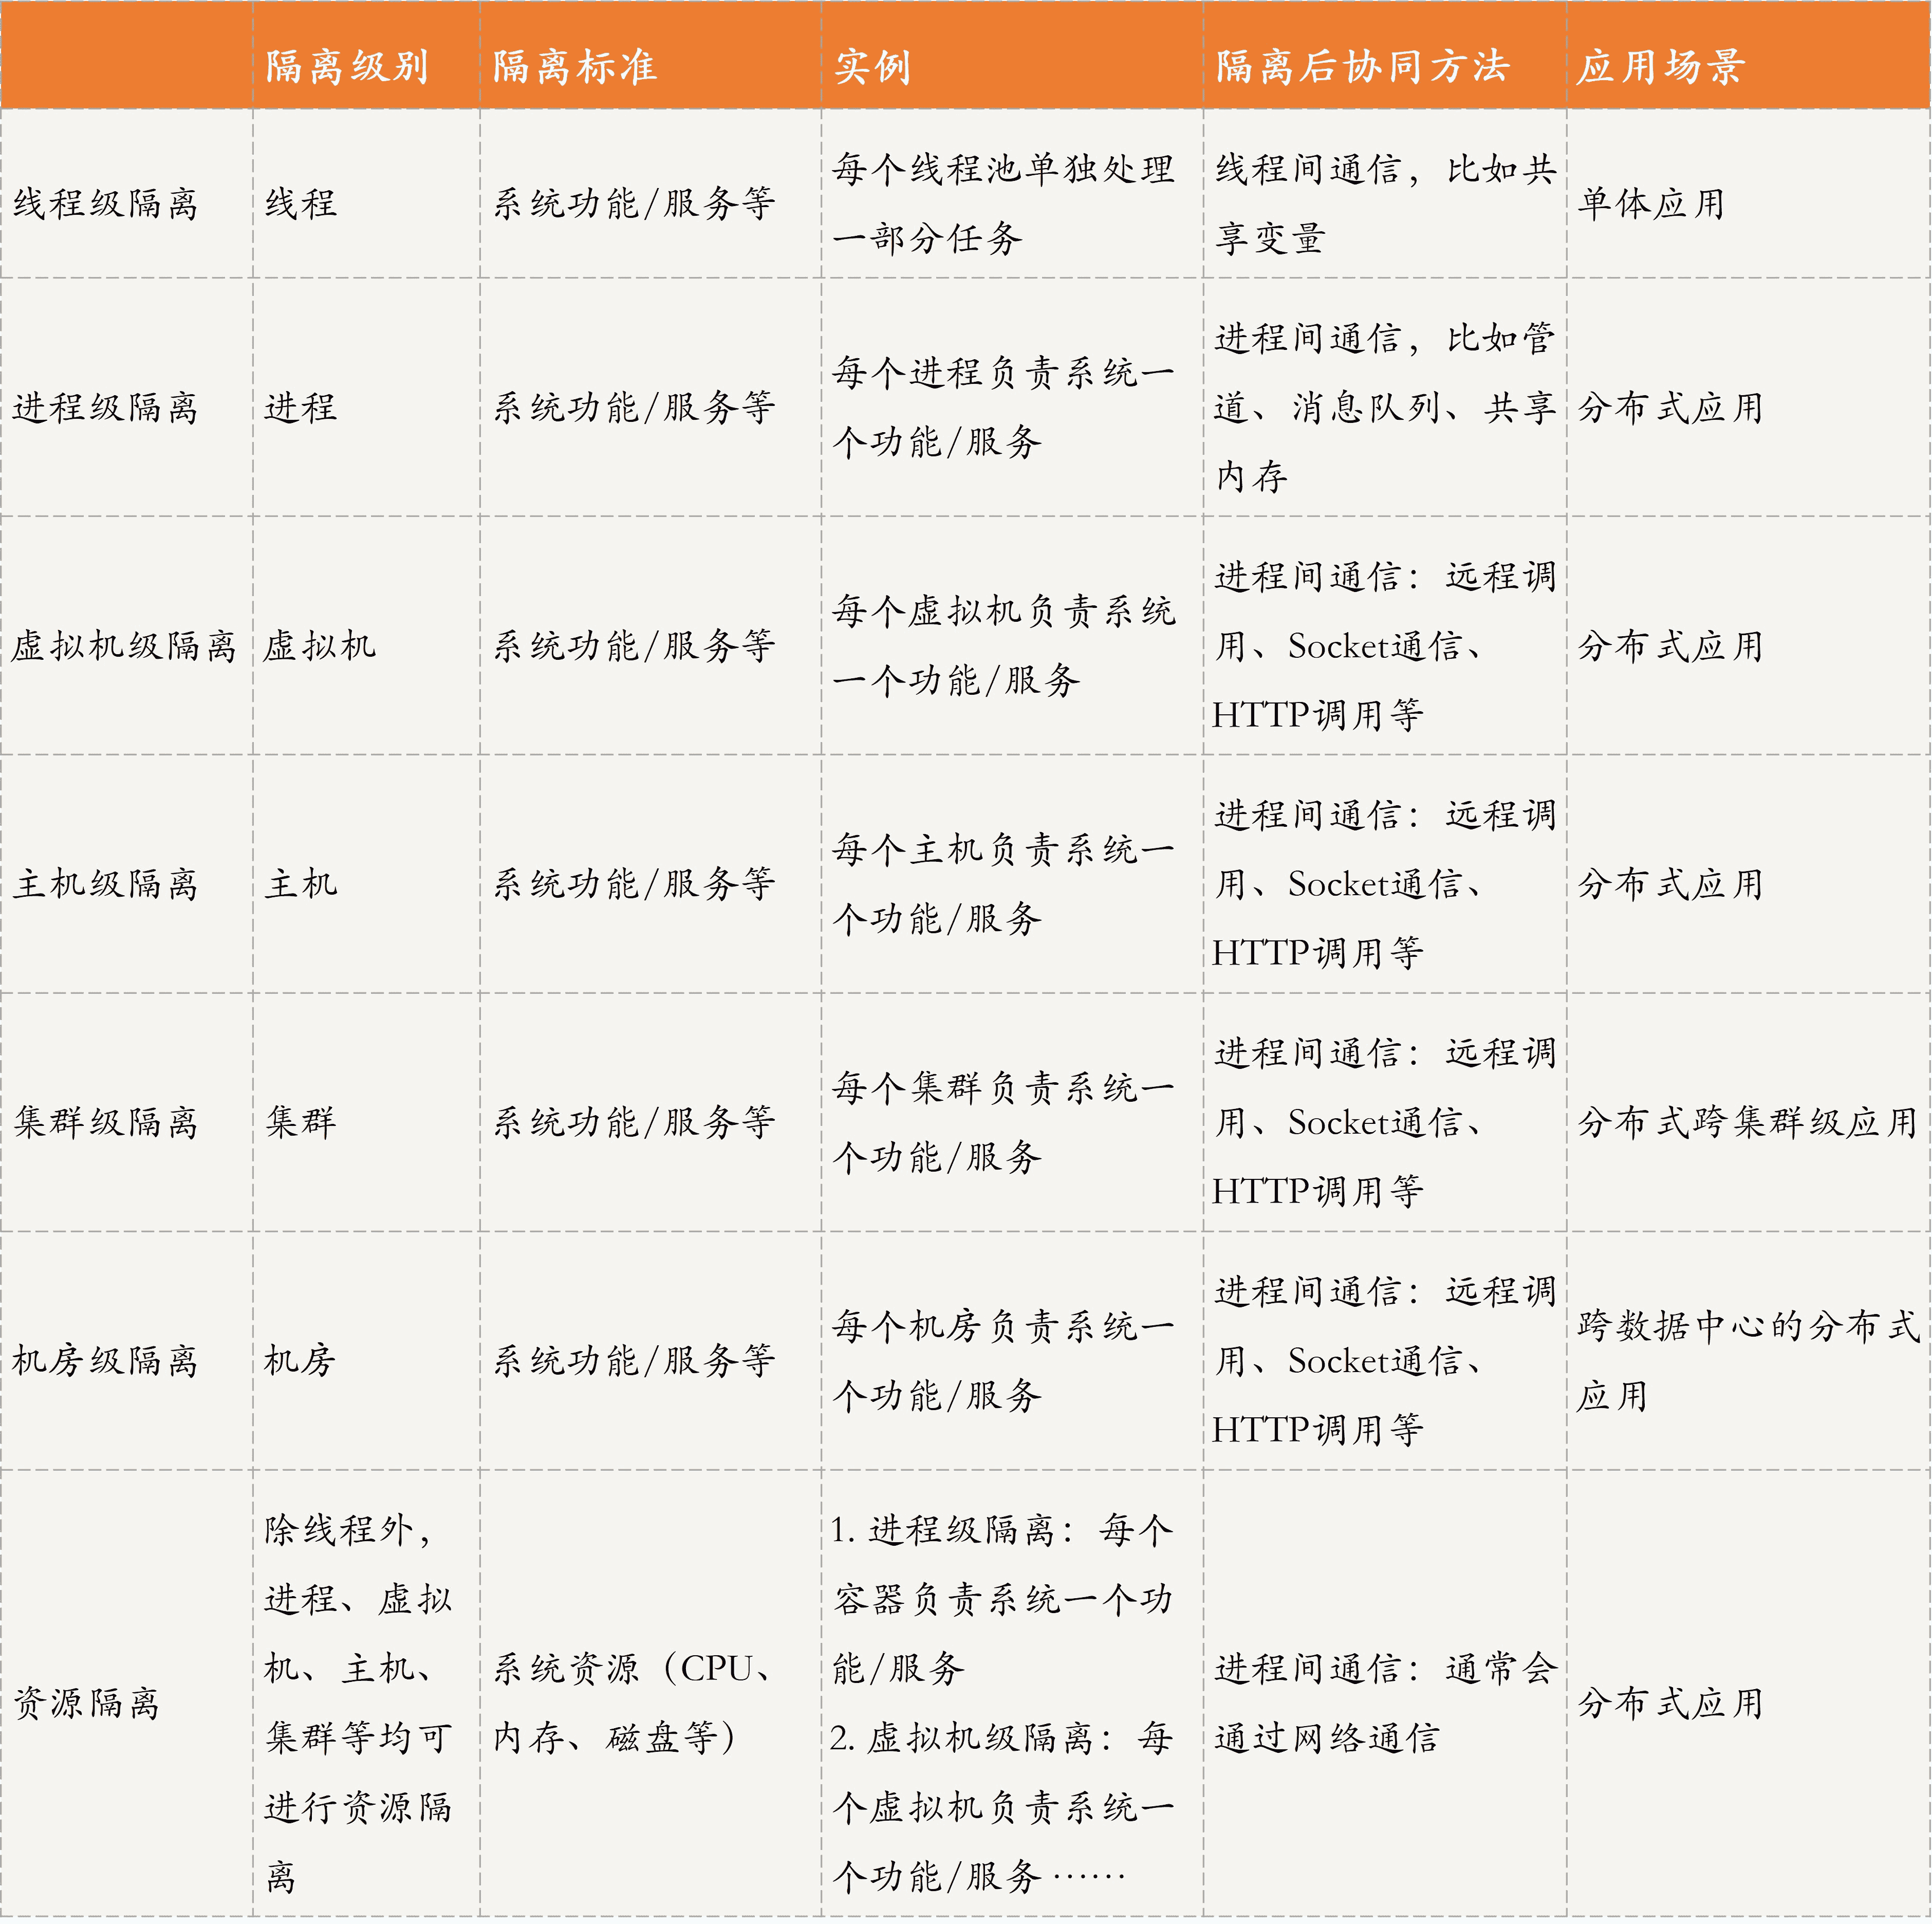 隔离级别
隔离标准
实例
隔离后协同方法
应用场景
线程级隔离
线程
系统功能/服务等
每个线程池单独处理
一部分任务
线程间通信，比如共
享变量
单体应用
进程级隔离
进程
系统功能/服务等
每个进程负责系统一
个功能/服务
进程间通信，比如管
道、消息队列、共享
内存
分布式应用
虚拟机级隔离
虚拟机
系统功能/服务等
每个虚拟机负责系统
一个功能/服务
进程间通信：远程调
用、Socket通信、
HTTP调用等
分布式应用
主机级隔离
主机
系统功能/服务等
每个主机负责系统一
个功能/服务
进程间通信：远程调
用、Socket通信、
HTTP调用等
分布式应用
集群级隔离
集群
系统功能/服务等
每个集群负责系统一
个功能/服务
进程间通信：远程调
用、Socket通信、
HTTP调用等
分布式跨集群级应用
机房级隔离
机房
系统功能/服务等
每个机房负责系统一
个功能/服务
进程间通信：远程调
用、Socket通信、
HTTP调用等
跨数据中心的分布式
应用
资源隔离
除线程外，
进程、虚拟
机、主机、
集群等均可
进行资源隔
离
系统资源（CPU、
内存、磁盘等）
1. 进程级隔离：每个
容器负责系统一个功
能/服务
2. 虚拟机级隔离：每
个虚拟机负责系统一
个功能/服务 ……
进程间通信：通常会
通过网络通信
分布式应用